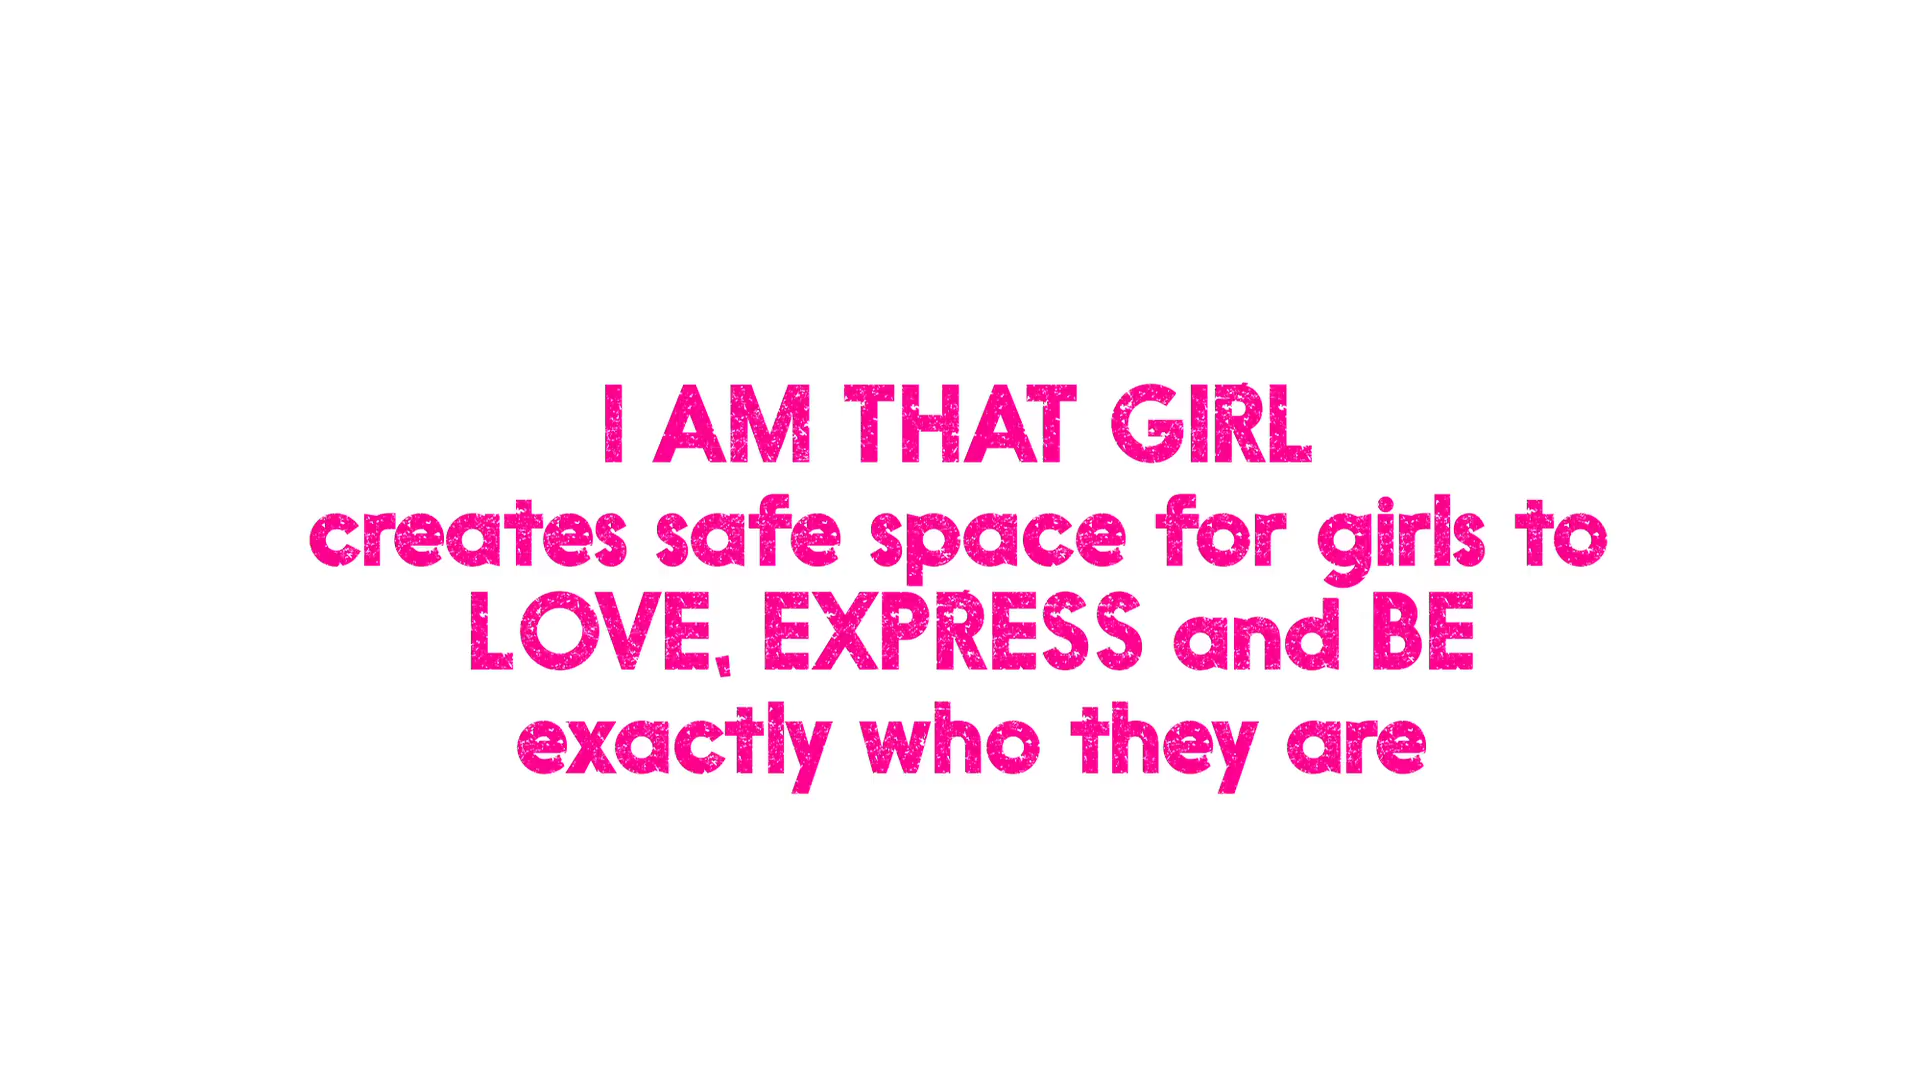 I AM THAT GIRL
creates safe space for girls to
LOVE, EXPRESS and BE
exactly who they are